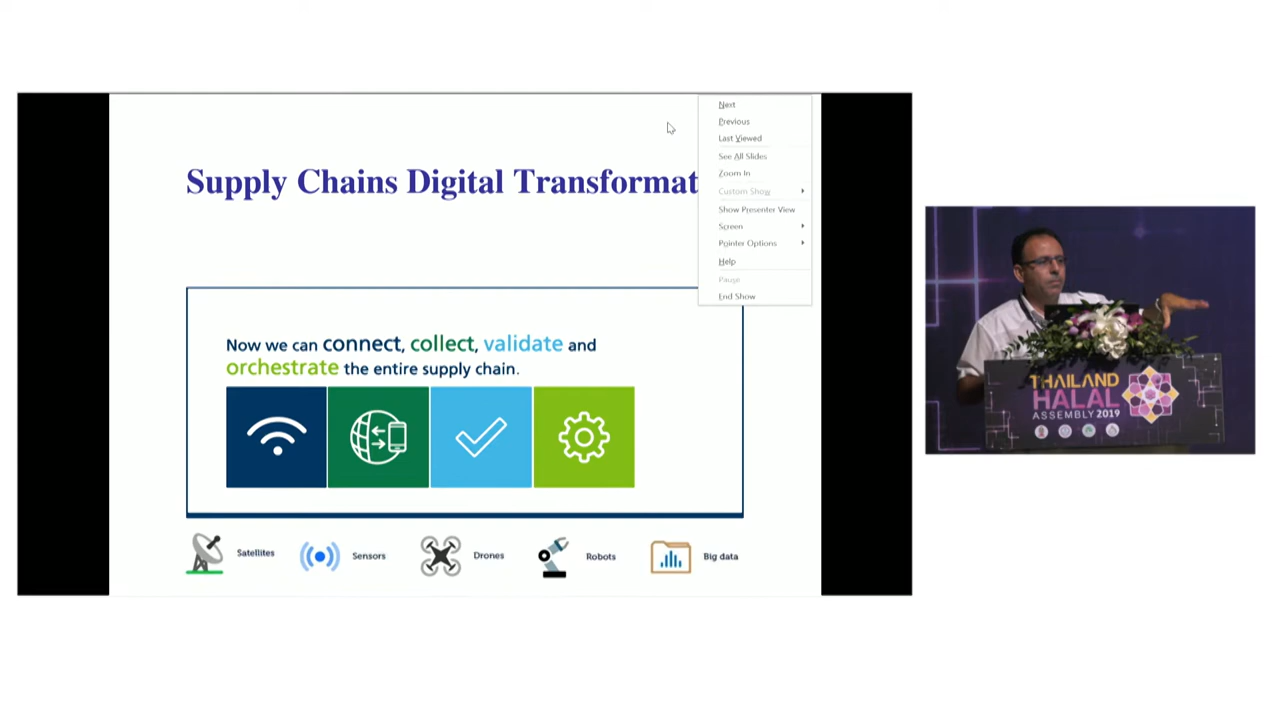 Supply Chains Digital Transformat
Next
Previous
Last Viewed
See All Slides
Zoom In
Custom Show
Show Presenter View
Screen
Pointer Options
Help
Pause
End Show
Now we can connect, collect, validate and
orchestrate the entire supply chain.
Satellites
Sensors
Drones
Robots
Big data
THAILAND
HALAL
ASSEMBLY 2019